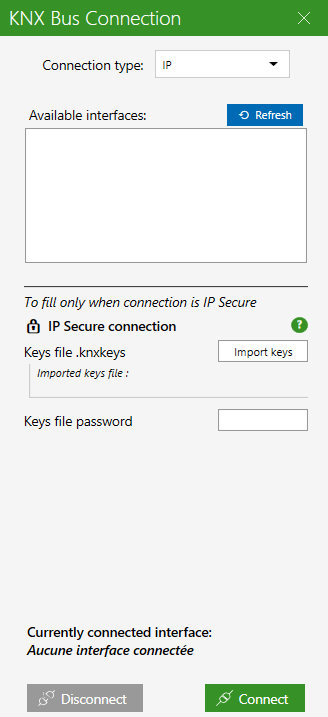 KNX Bus Connection
Connection type: IP
Available interfaces: Refresh
To fill only when connection is IP Secure
IP Secure connection ?
Keys file .knxkeys Import keys
Imported keys file :
Keys file password
Currently connected interface:
Aucune interface connectée
Disconnect Connect